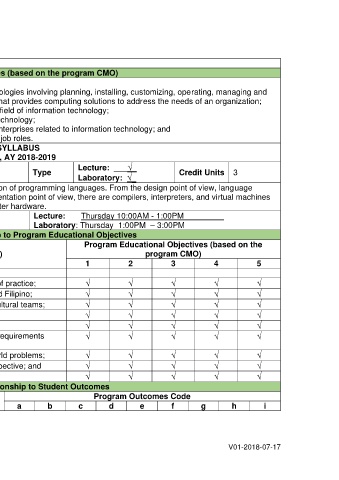 es (based on the program CMO)
ologies involving planning, installing, customizing, operating, managing and
hat provides computing solutions to address the needs of an organization;
field of information technology;
chnology;
nterprises related to information technology; and
job roles.
SYLLABUS
, AY 2018-2019
Type Lecture: √ Laboratory: √ Credit Units 3
on of programming languages. From the design point of view, language
entation point of view, there are compilers, interpreters, and virtual machines
ter hardware.
Lecture: Thursday 10:00AM - 1:00PM
Laboratory: Thursday 1:00PM – 3:00PM
p to Program Educational Objectives
) Program Educational Objectives (based on the
program CMO)
1 2 3 4 5
f practice; √ √ √ √ √
d Filipino; √ √ √ √ √
ltural teams; √ √ √ √ √
√ √ √ √ √
√ √ √ √ √
equirements √ √ √ √ √
rld problems; √ √ √ √ √
pective; and √ √ √ √ √
√ √ √ √ √
onship to Student Outcomes
Program Outcomes Code
a b c d e f g h i
V01-2018-07-17